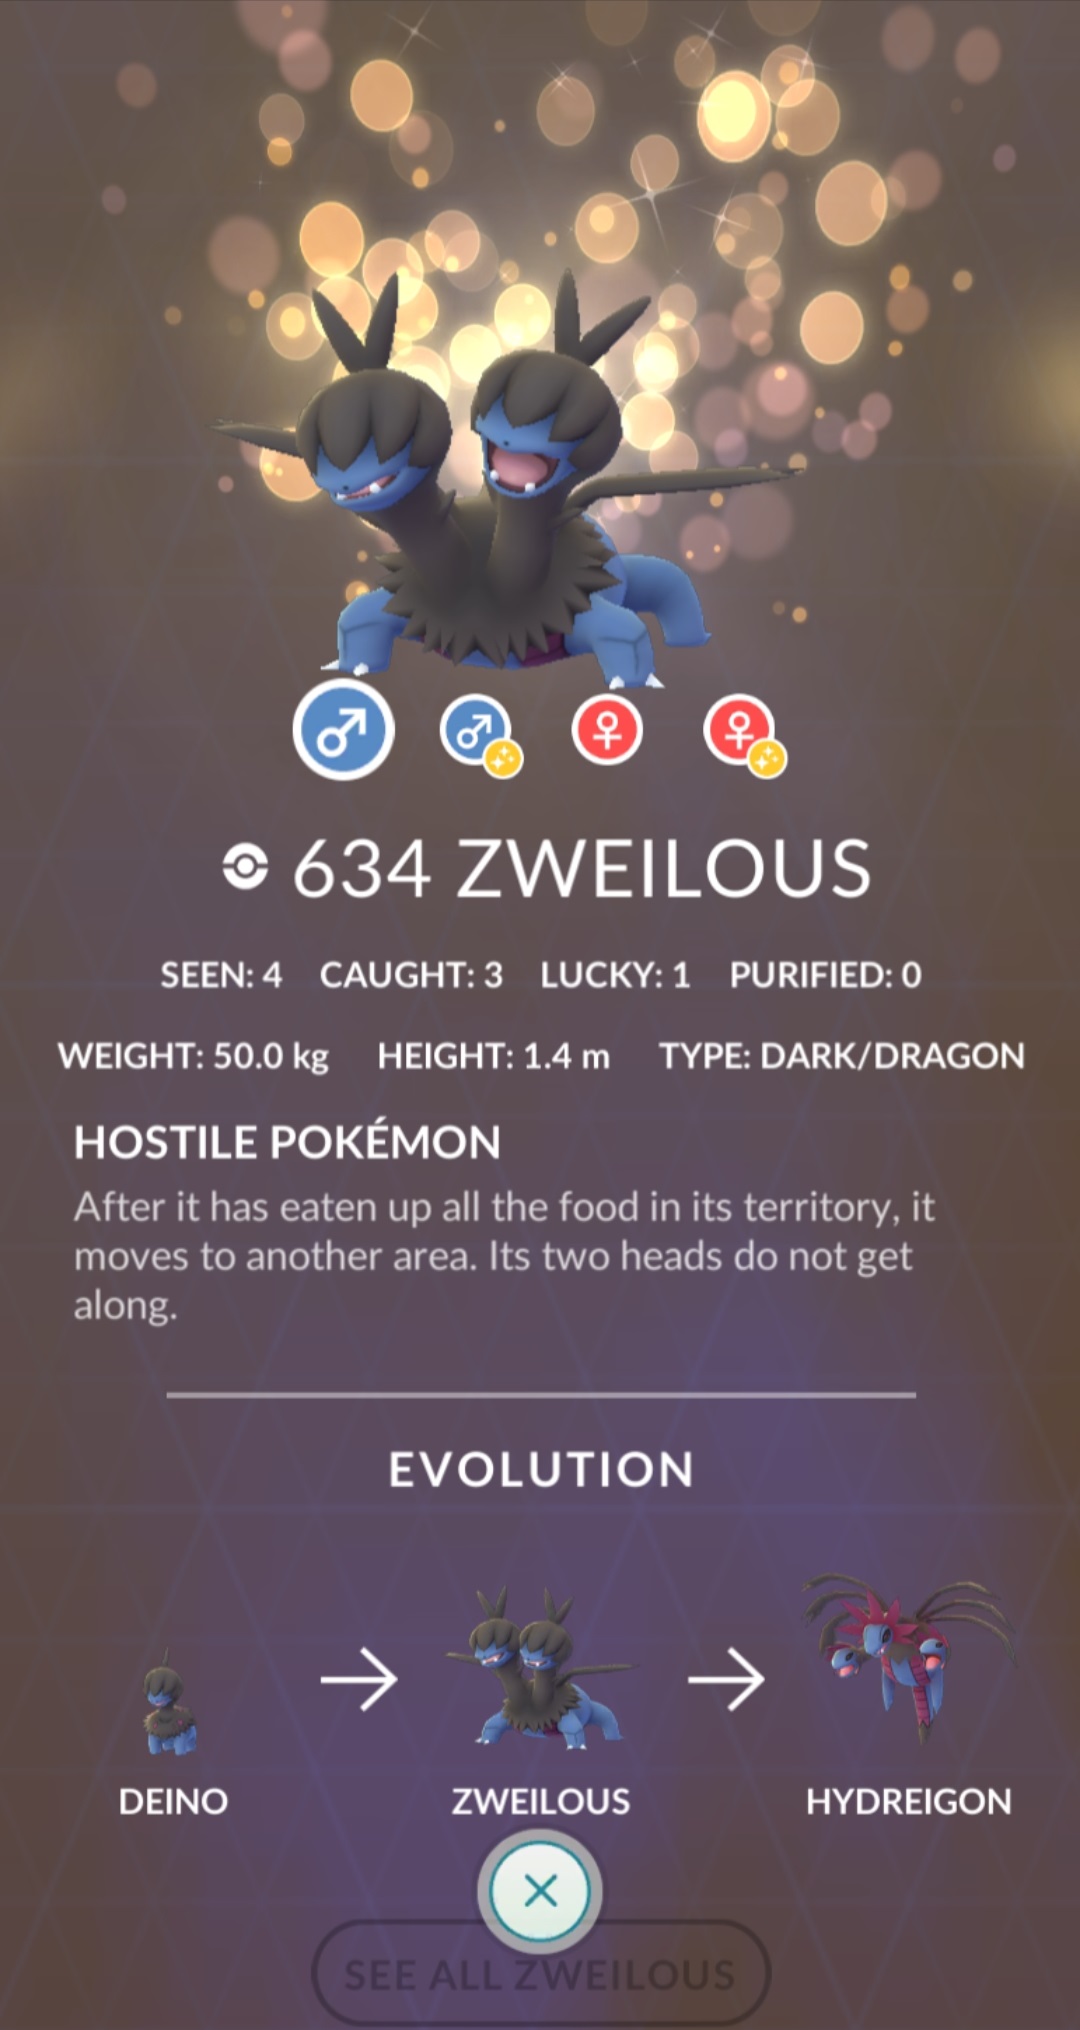 634 ZWEILOUS
SEEN: 4 CAUGHT: 3 LUCKY: 1 PURIFIED: 0
WEIGHT: 50.0 kg HEIGHT: 1.4 m TYPE: DARK/DRAGON
HOSTILE POKÉMON
After it has eaten up all the food in its territory, it
moves to another area. Its two heads do not get
along.
EVOLUTION
DEINO ZWEILOUS HYDREIGON
SEE ALL ZWEILOUS